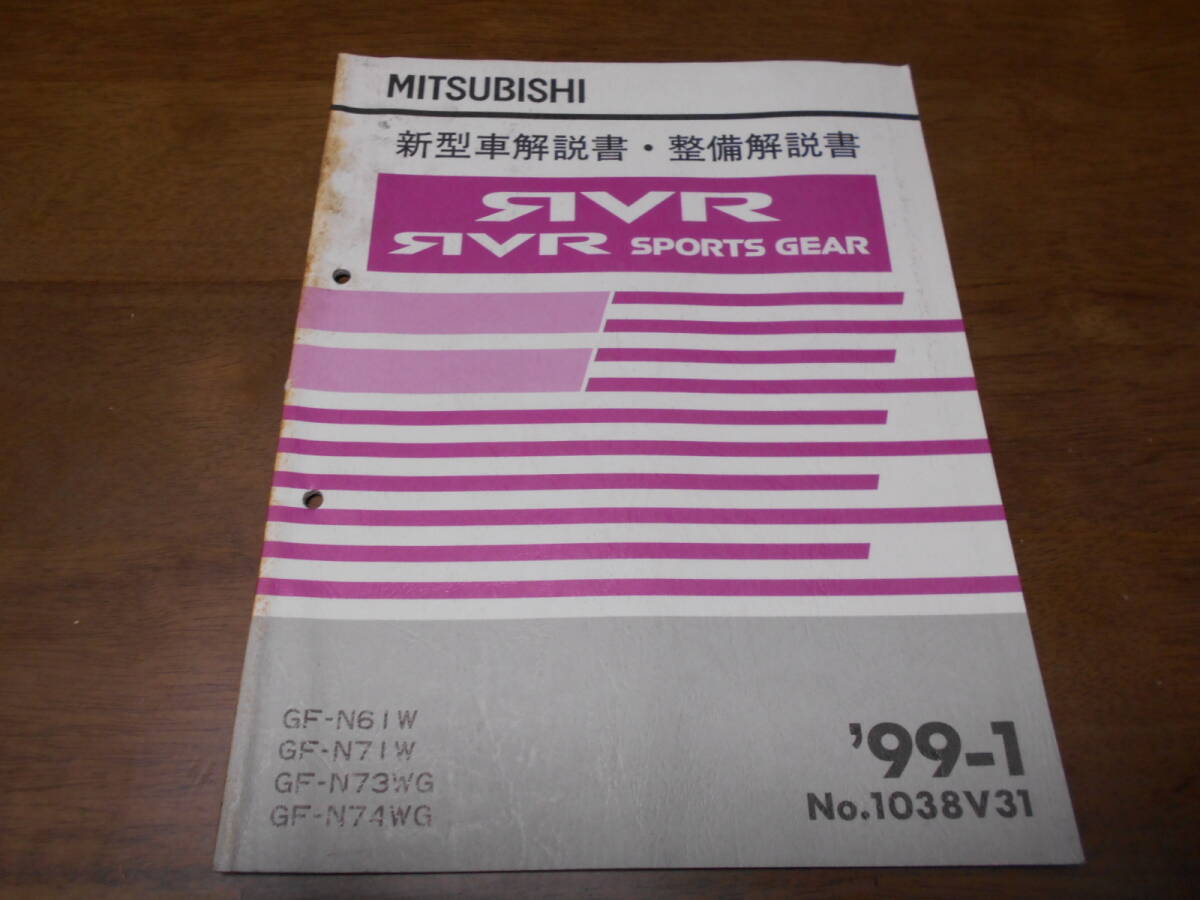 MITSUBISHI
新型車解説書・整備解説書
RVR
RVR SPORTS GEAR
GF-N61W
GF-N71W
GF-N73WG
GF-N74WG
'99-1
No.1038V31